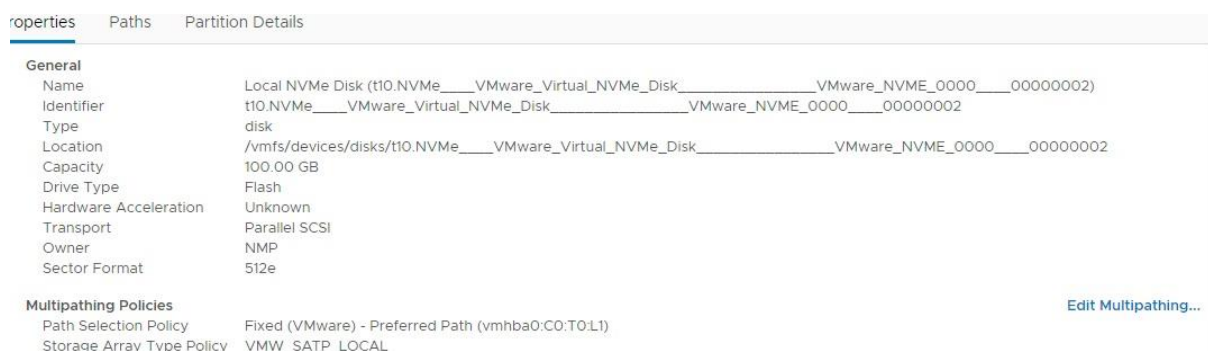 roperties Paths Partition Details
General
Name Local NVMe Disk (t10.NVMe____VMware_Virtual_NVMe_Disk________________VMware_NVME_0000____00000002)
Identifier t10.NVMe____VMware_Virtual_NVMe_Disk________________VMware_NVME_0000____00000002
Type disk
Location /vmfs/devices/disks/t10.NVMe____VMware_Virtual_NVMe_Disk________________VMware_NVME_0000____00000002
Capacity 100.00 GB
Drive Type Flash
Hardware Acceleration Unknown
Transport Parallel SCSI
Owner NMP
Sector Format 512e
Multipathing Policies Edit Multipathing...
Path Selection Policy Fixed (VMware) - Preferred Path (vmhba0:C0:T0:L1)
Storage Array Type Policy VMW_SATP_LOCAL